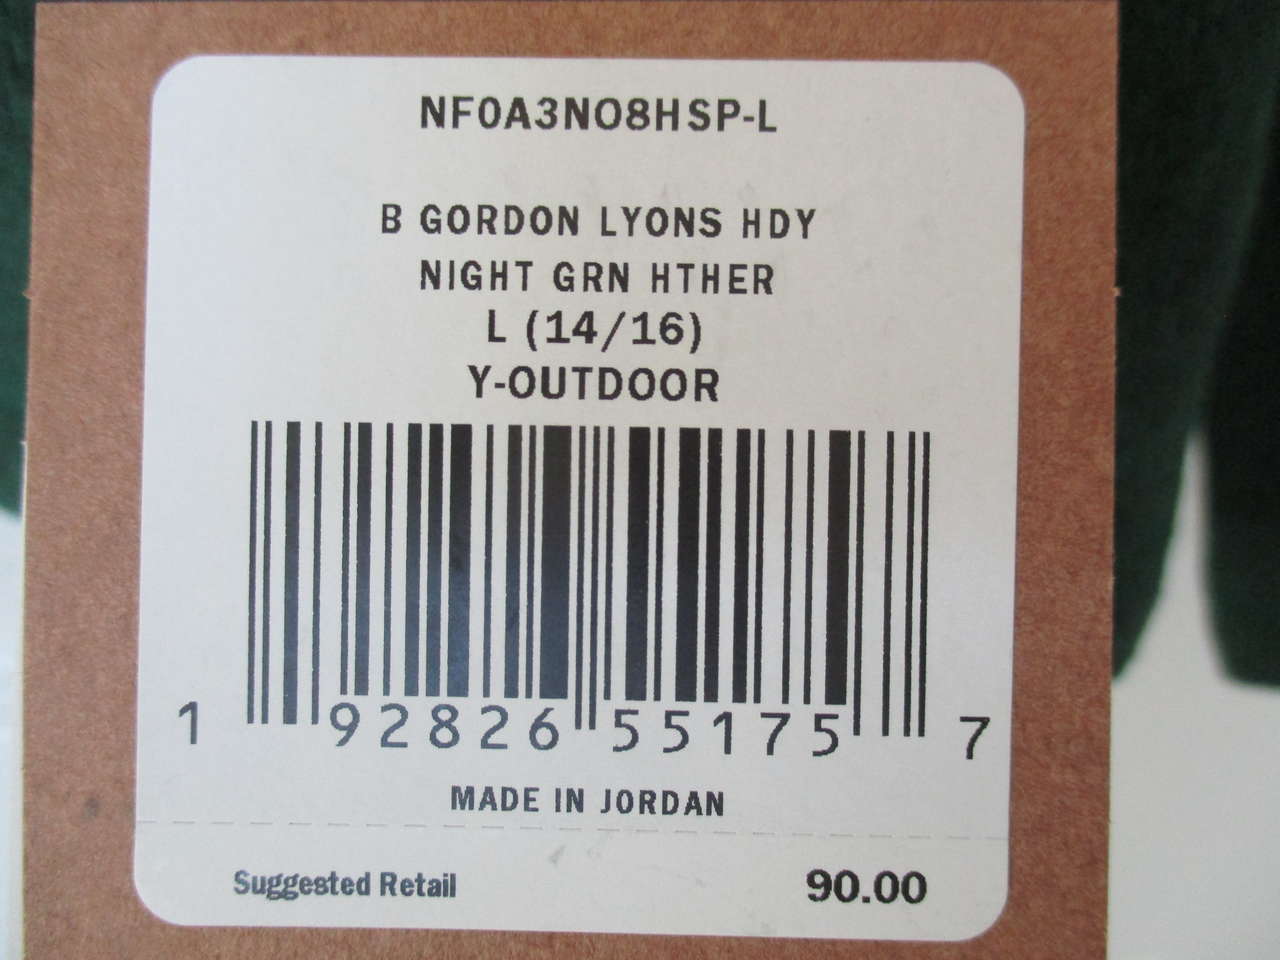 NF0A3NO8HSP-L
B GORDON LYONS HDY
NIGHT GRN HTHER
L (14/16)
Y-OUTDOOR
1 92826 55175 7
MADE IN JORDAN
Suggested Retail 90.00